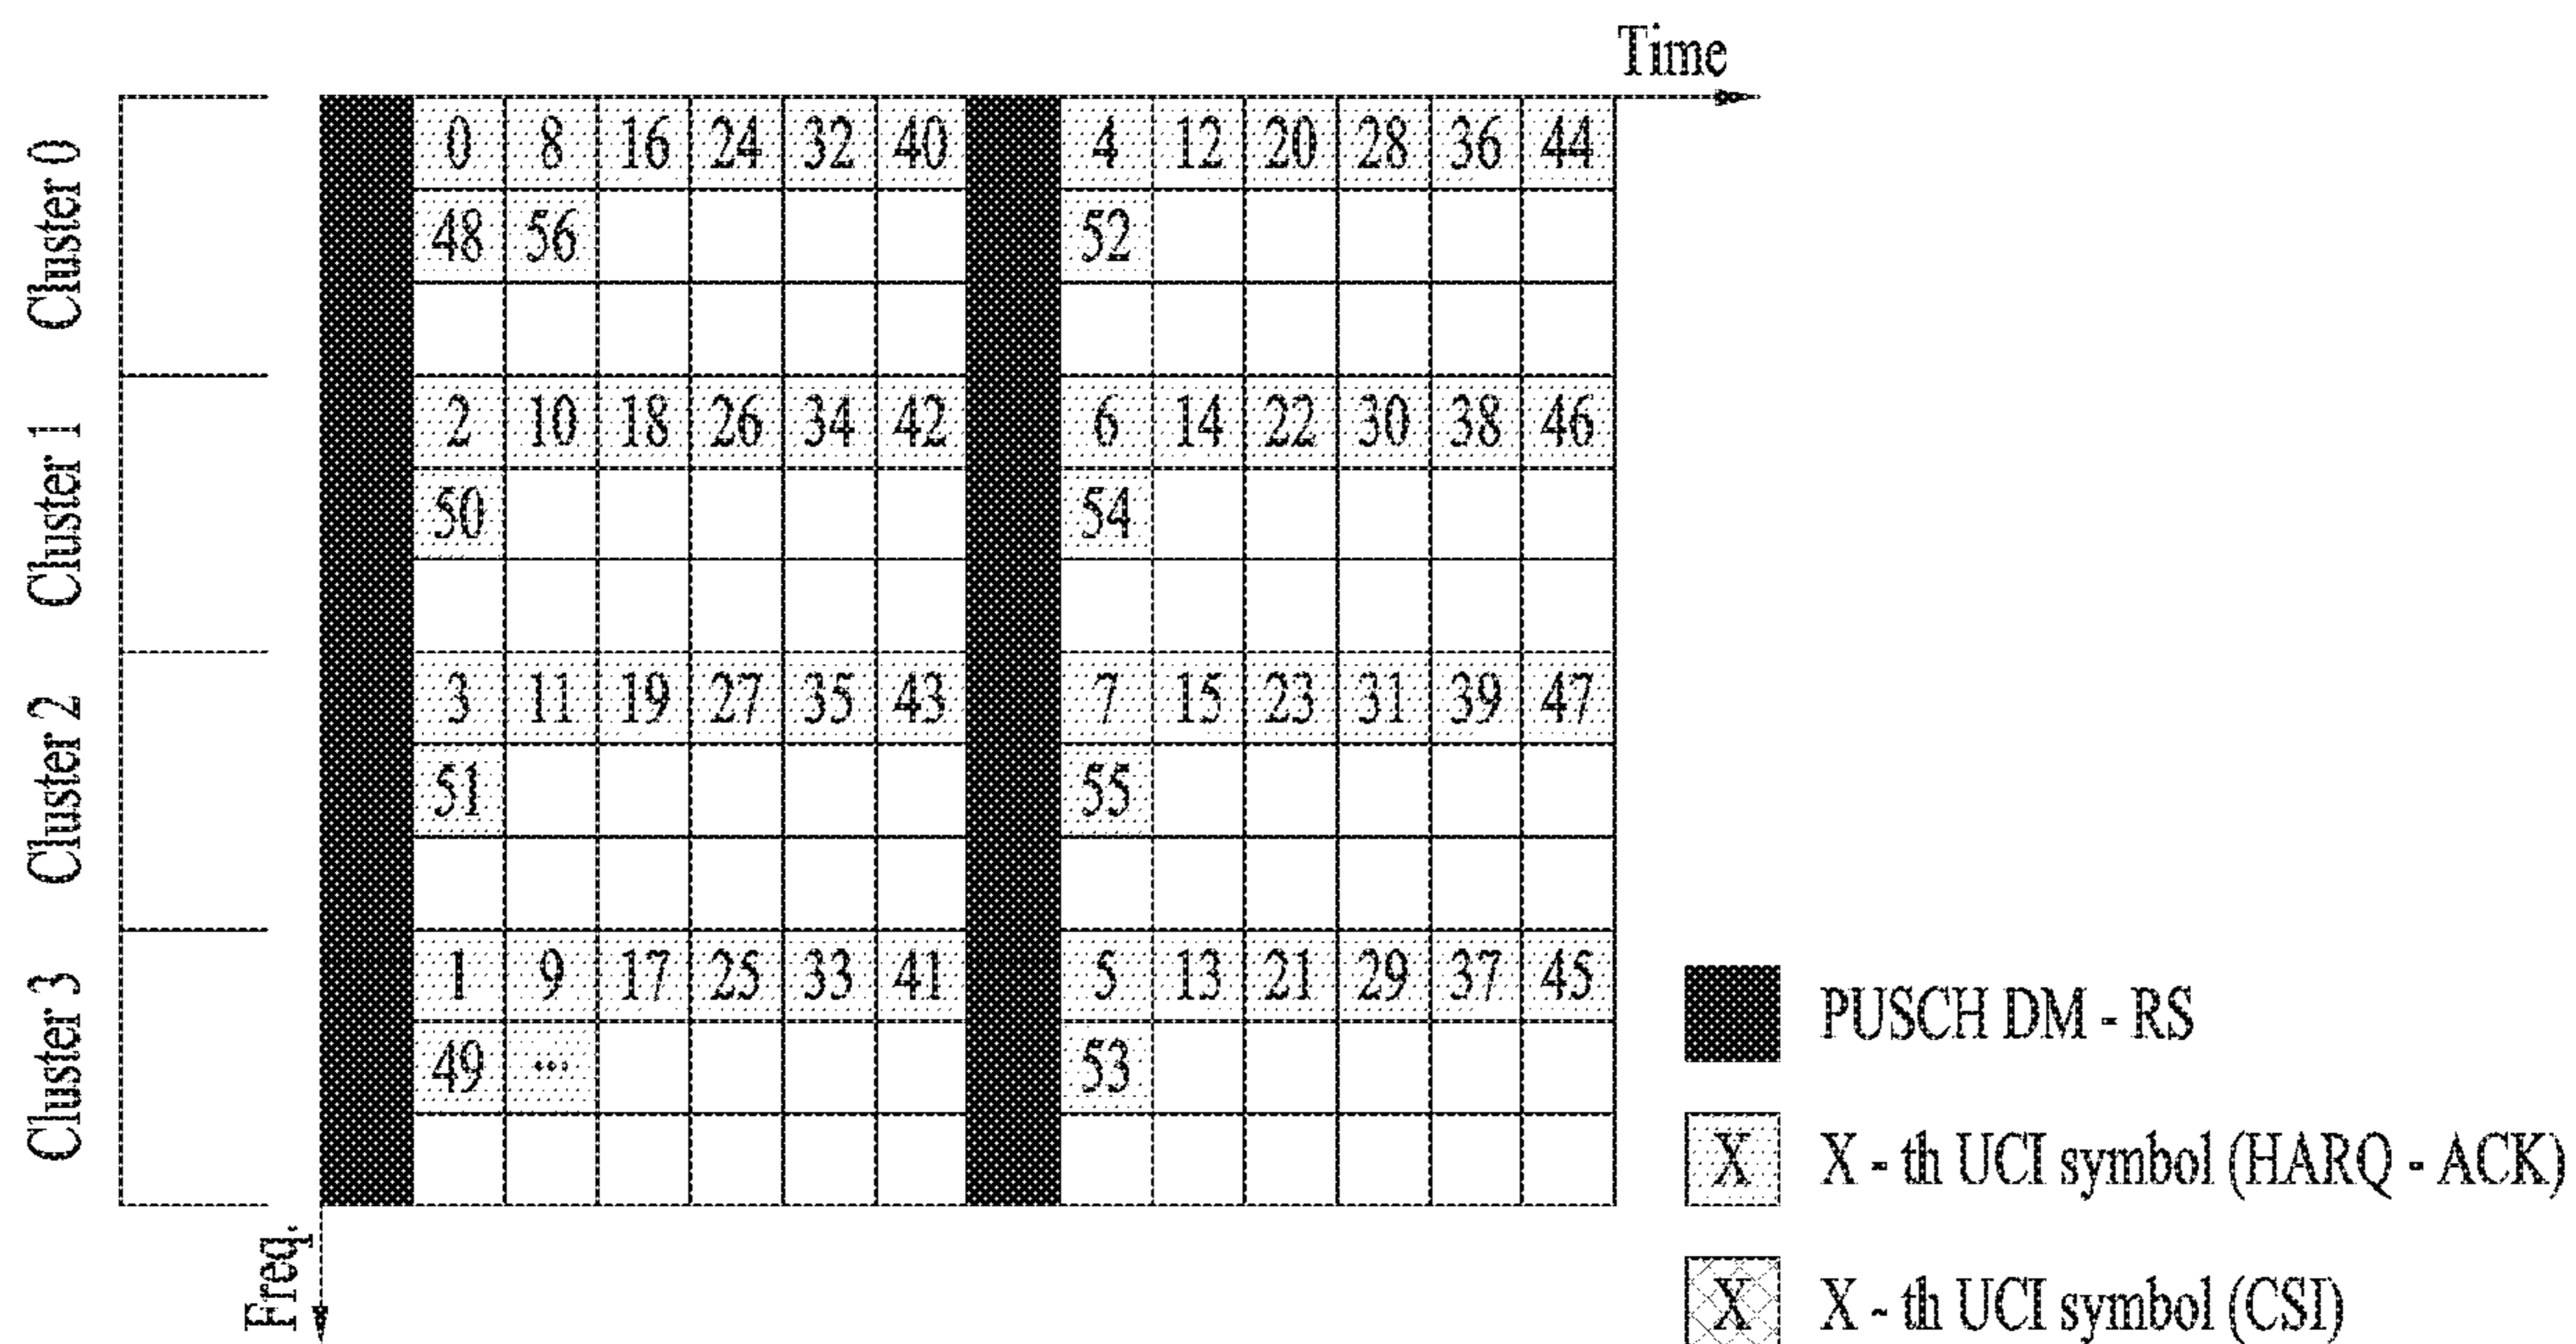 Time
Cluster 0
0 8 16 24 32 40 4 12 20 28 36 44
48 56 52
Cluster 1
2 10 18 26 34 42 6 14 22 30 38 46
50 54
Cluster 2
3 11 19 27 35 43 7 15 23 31 39 47
51 55
Cluster 3
1 9 17 25 33 41 5 13 21 29 37 45
49 ... 53
Freq.
PUSCH DM - RS
X X - th UCI symbol (HARQ - ACK)
X X - th UCI symbol (CSI)